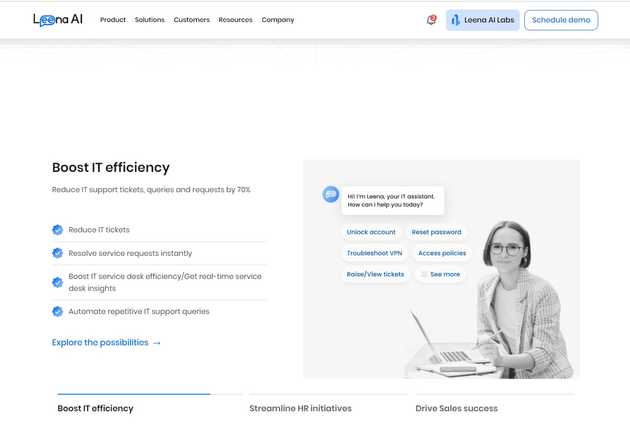 Leena AI
Product Solutions Customers Resources Company
2
Leena AI Labs
Schedule demo
Boost IT efficiency
Reduce IT support tickets, queries and requests by 70%
Reduce IT tickets
Resolve service requests instantly
Boost IT service desk efficiency/Get real-time service
desk insights
Automate repetitive IT support queries
Explore the possibilities →
Hi! I'm Leena, your IT assistant.
How can I help you today?
Unlock account
Reset password
Troubleshoot VPN
Access policies
Raise/View tickets
See more
Boost IT efficiency
Streamline HR initiatives
Drive Sales success